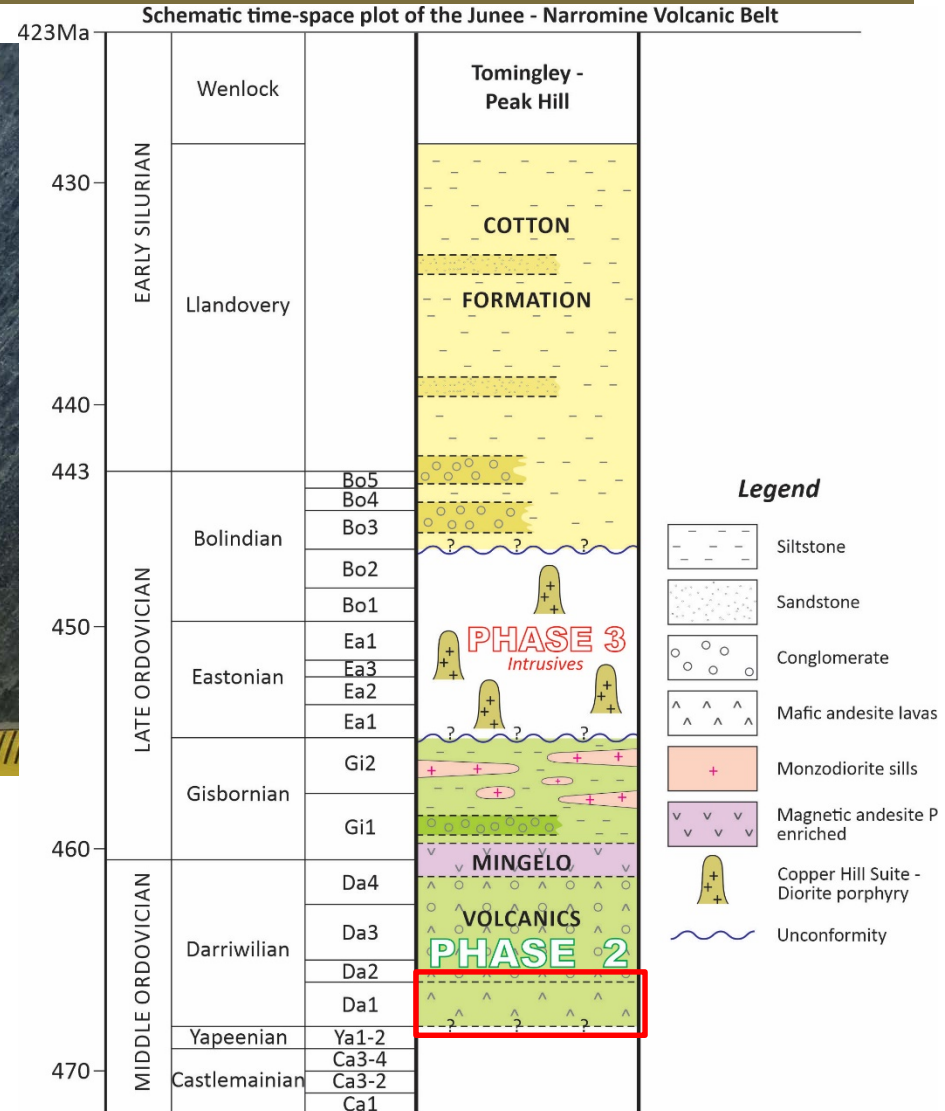 Schematic time-space plot of the Junee - Narromine Volcanic Belt
423Ma
430
440
443
450
460
470
EARLY SILURIAN
LATE ORDOVICIAN
MIDDLE ORDOVICIAN
Wenlock
Llandovery
Bolindian
Eastonian
Gisbornian
Darriwilian
Yapeenian
Castlemainian
Bo5
Bo4
Bo3
Bo2
Bo1
Ea1
Ea3
Ea2
Ea1
Gi2
Gi1
Da4
Da3
Da2
Da1
Ya1-2
Ca3-4
Ca3-2
Ca1
Tomingley -
Peak Hill
COTTON
FORMATION
? ? ?
PHASE 3
Intrusives
? ? ?
MINGELO
VOLCANICS
PHASE 2
? ? ?
Legend
Siltstone
Sandstone
Conglomerate
Mafic andesite lavas
Monzodiorite sills
Magnetic andesite P
enriched
Copper Hill Suite -
Diorite porphyry
Unconformity